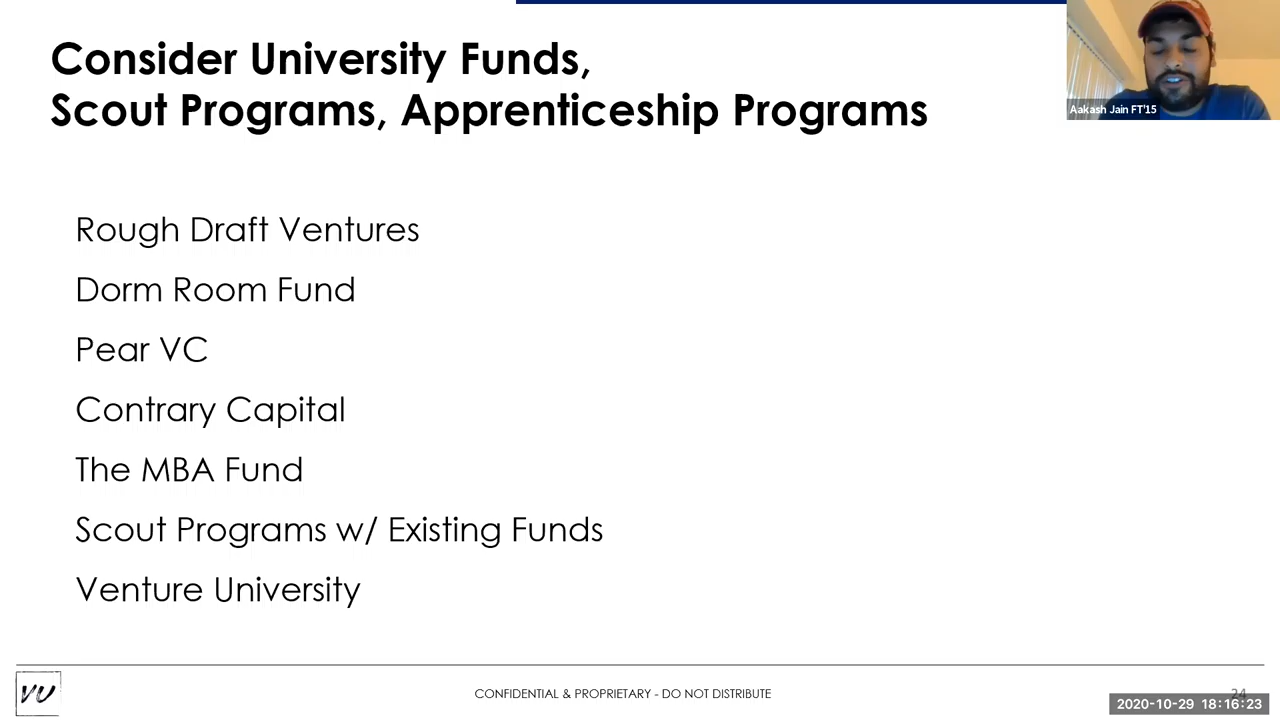 Consider University Funds,
Scout Programs, Apprenticeship Programs
Aakash Jain FT'15
Rough Draft Ventures
Dorm Room Fund
Pear VC
Contrary Capital
The MBA Fund
Scout Programs w/ Existing Funds
Venture University
VU
CONFIDENTIAL & PROPRIETARY - DO NOT DISTRIBUTE
24
2020-10-29 18:16:23